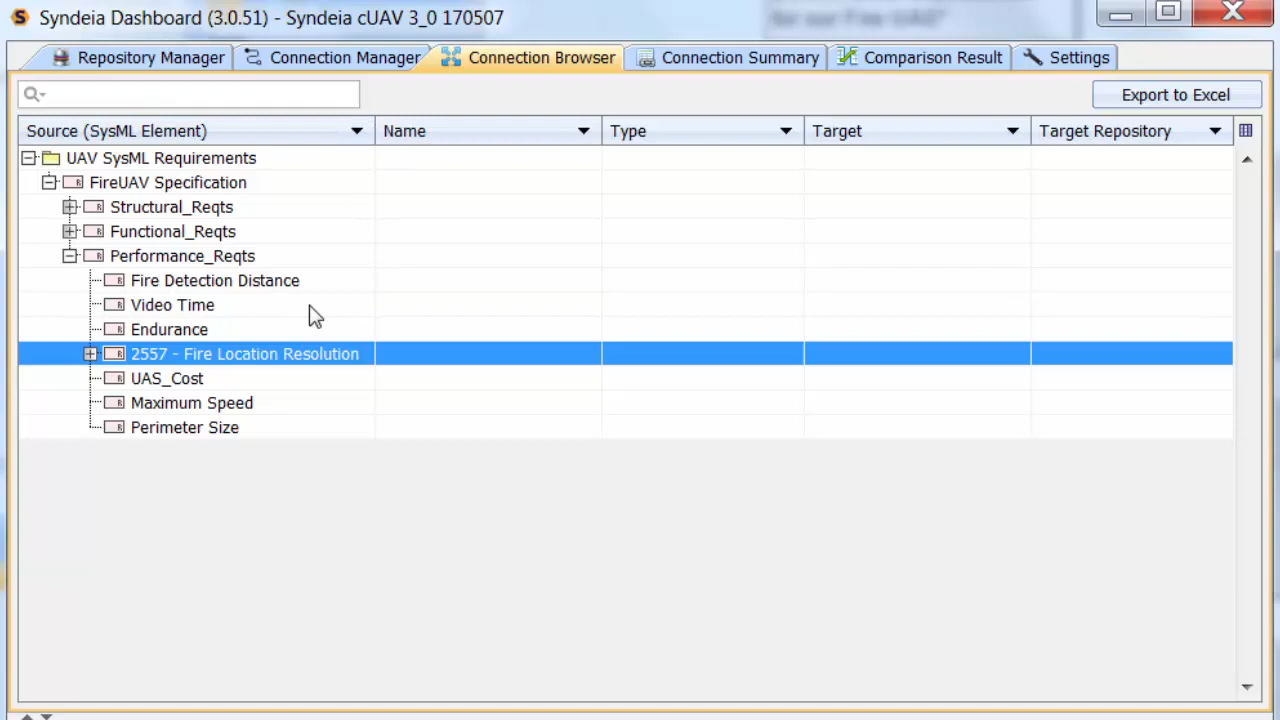 Syndeia Dashboard (3.0.51) - Syndeia cUAV 3_0 170507
Repository Manager Connection Manager Connection Browser Connection Summary Comparison Result Settings
Export to Excel
Source (SysML Element) Name Type Target Target Repository
UAV SysML Requirements
FireUAV Specification
Structural_Reqts
Functional_Reqts
Performance_Reqts
Fire Detection Distance
Video Time
Endurance
2557 - Fire Location Resolution
UAS_Cost
Maximum Speed
Perimeter Size